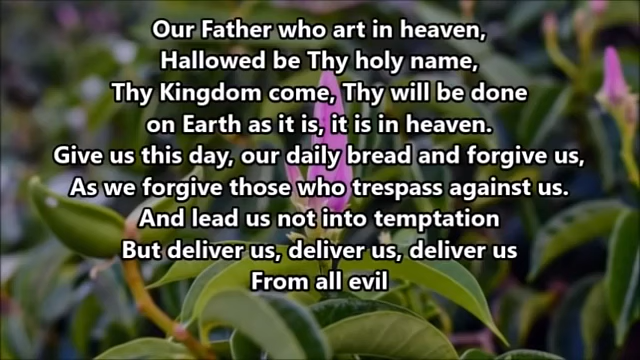 Our Father who art in heaven,
Hallowed be Thy holy name,
Thy Kingdom come, Thy will be done
on Earth as it is, it is in heaven.
Give us this day, our daily bread and forgive us,
As we forgive those who trespass against us.
And lead us not into temptation
But deliver us, deliver us, deliver us
From all evil